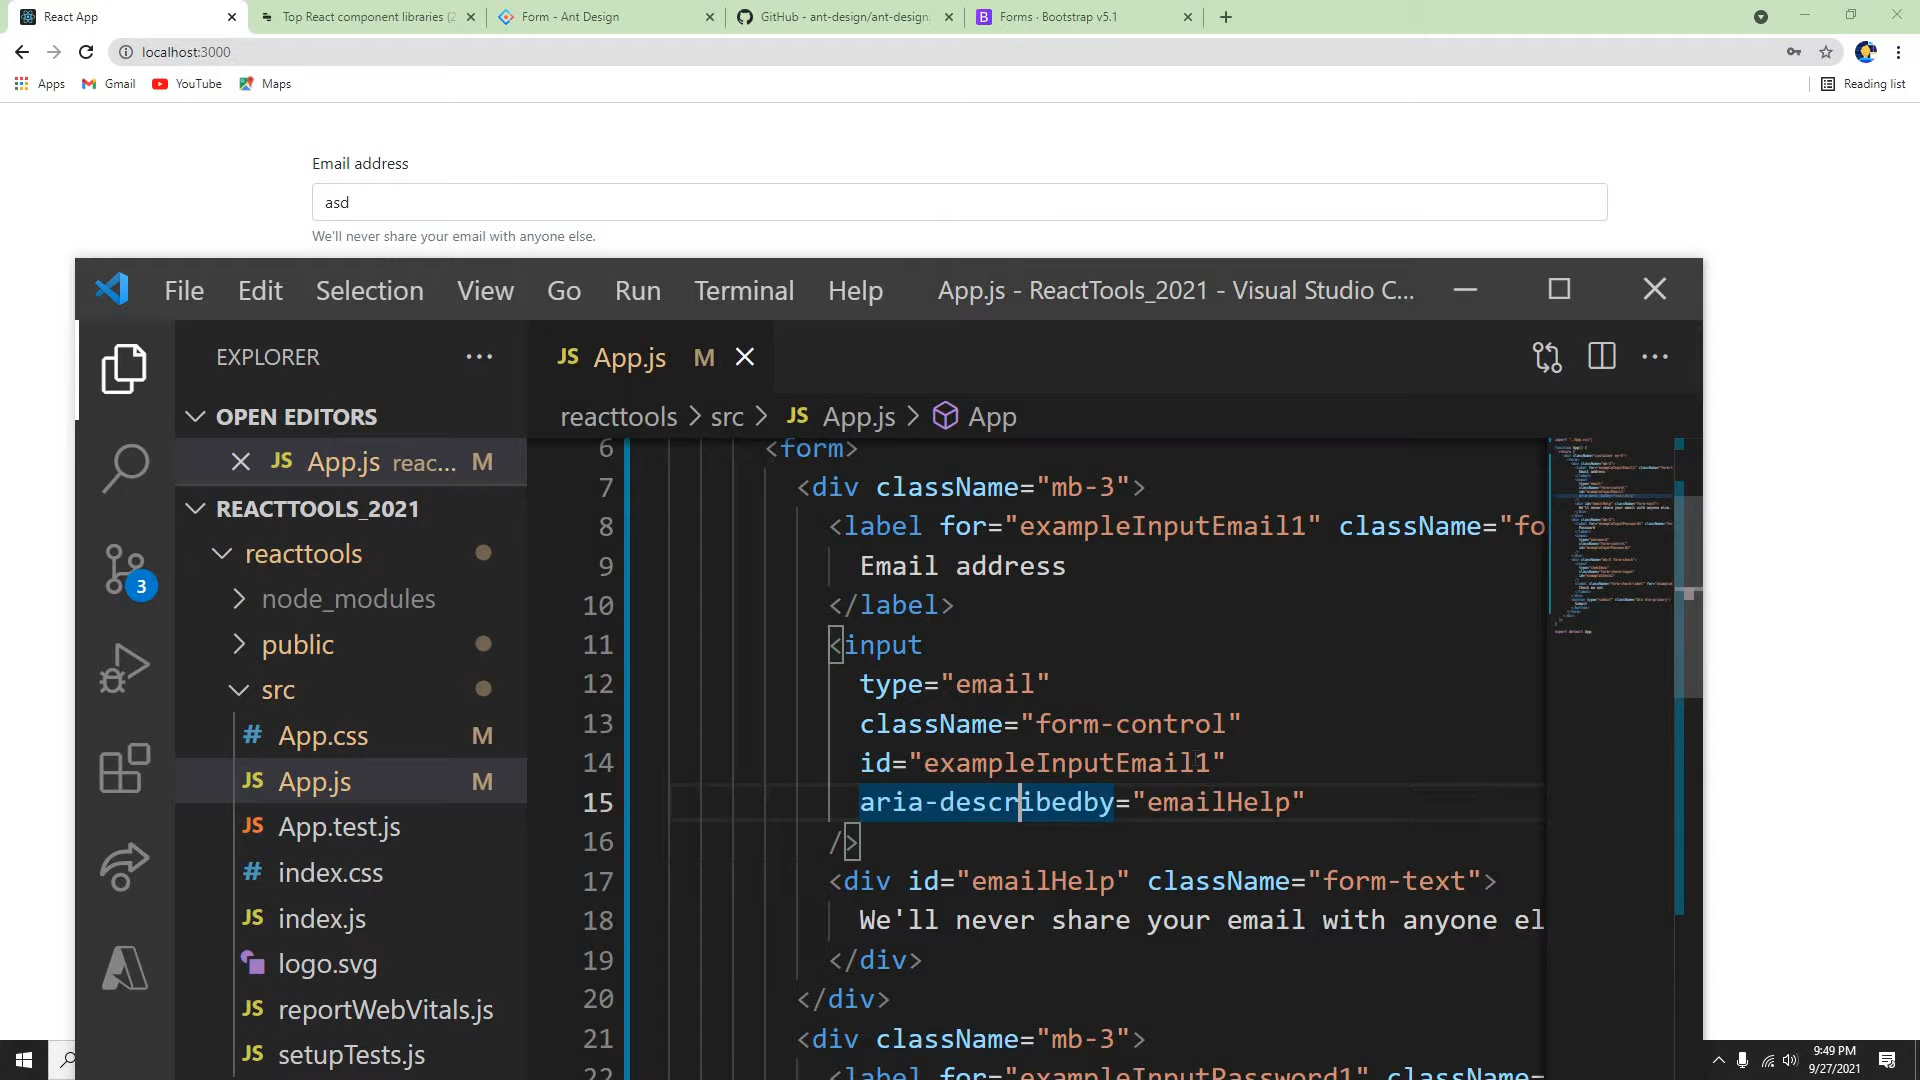 React App
Top React component libraries (2
Form - Ant Design
GitHub - ant-design/ant-design
B Forms · Bootstrap v5.1
localhost:3000
Apps Gmail YouTube Maps Reading list
Email address
asd
We'll never share your email with anyone else.
File Edit Selection View Go Run Terminal Help App.js - ReactTools_2021 - Visual Studio C...
EXPLORER
JS App.js M
OPEN EDITORS
reacttools > src > JS App.js > App
JS App.js reac... M
REACTTOOLS_2021
reacttools
node_modules
public
src
# App.css M
JS App.js M
JS App.test.js
# index.css
JS index.js
logo.svg
JS reportWebVitals.js
JS setupTests.js
3
6 <form>
7 <div className="mb-3">
8 <label for="exampleInputEmail1" className="fo
9 Email address
10 </label>
11 <input
12 type="email"
13 className="form-control"
14 id="exampleInputEmail1"
15 aria-describedby="emailHelp"
16 />
17 <div id="emailHelp" className="form-text">
18 We'll never share your email with anyone el
19 </div>
20 </div>
21 <div className="mb-3">
22 <label for="exampleInputPassword1" className=
9:49 PM
9/27/2021